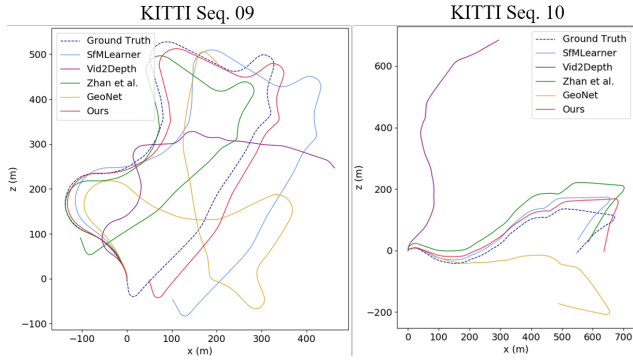 KITTI Seq. 09
Ground Truth
SfMLearner
Vid2Depth
Zhan et al.
GeoNet
Ours
500
400
300
200
100
0
−100
z (m)
−100 0 100 200 300 400
x (m)
KITTI Seq. 10
Ground Truth
SfMLearner
Vid2Depth
Zhan et al.
GeoNet
Ours
600
400
200
0
−200
z (m)
0 100 200 300 400 500 600 700
x (m)